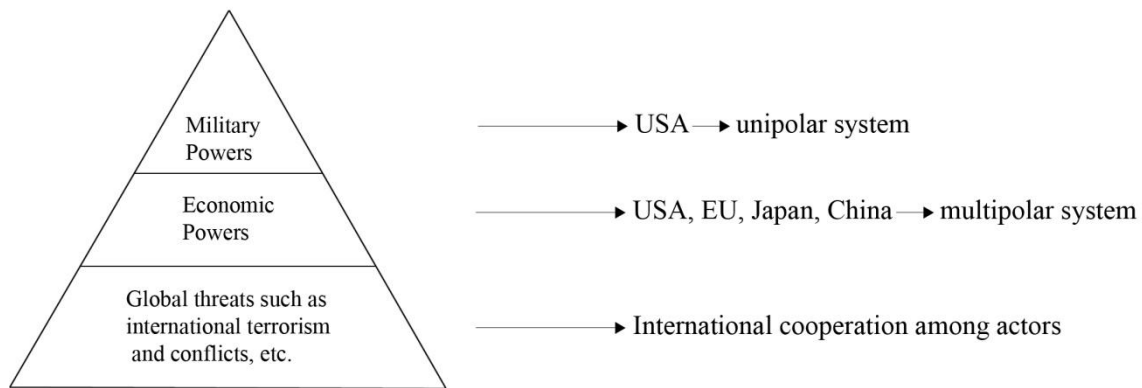 Military
Powers
USA
unipolar system
Economic
Powers
USA, EU, Japan, China
multipolar system
Global threats such as
international terrorism
and conflicts, etc.
International cooperation among actors